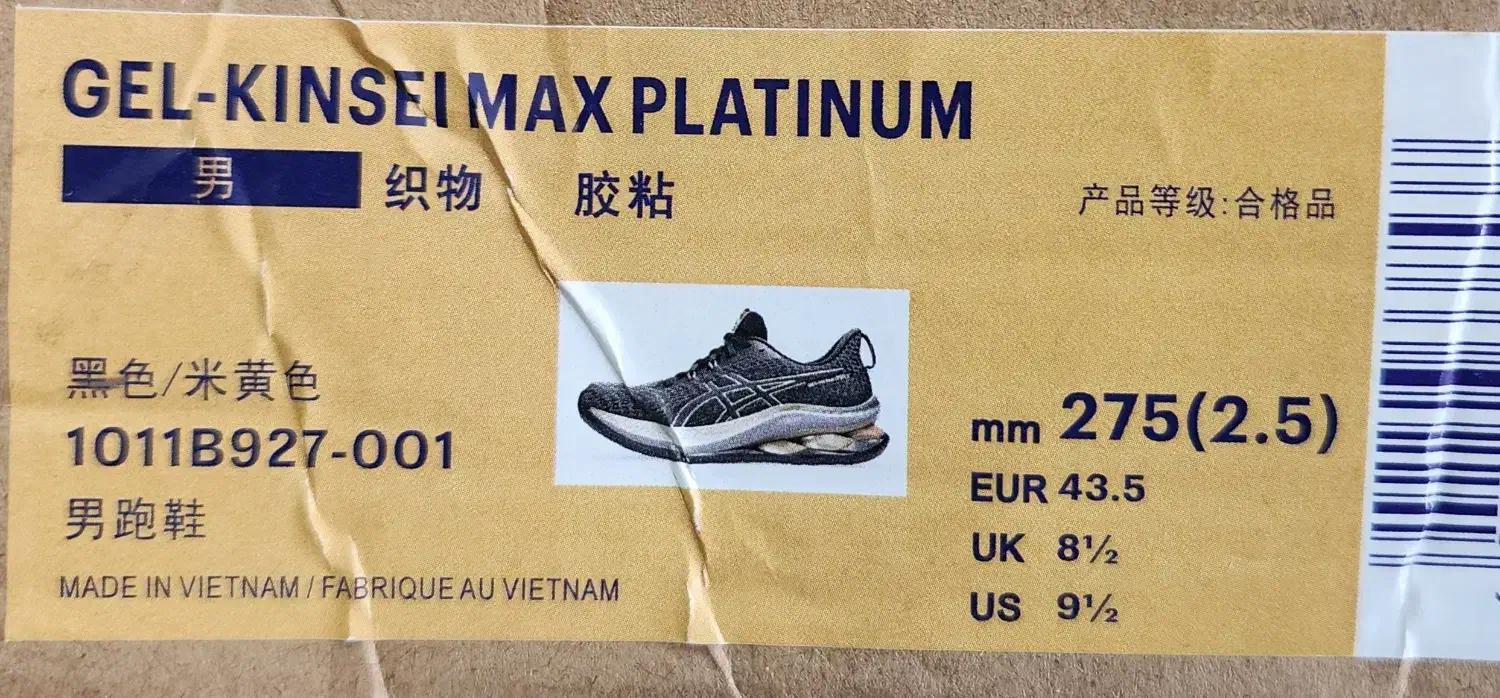 GEL-KINSEI MAX PLATINUM
男 织物 胶粘 产品等级:合格品
黑色/米黄色
1011B927-001
男跑鞋
MADE IN VIETNAM / FABRIQUE AU VIETNAM
mm 275(2.5)
EUR 43.5
UK 8½
US 9½